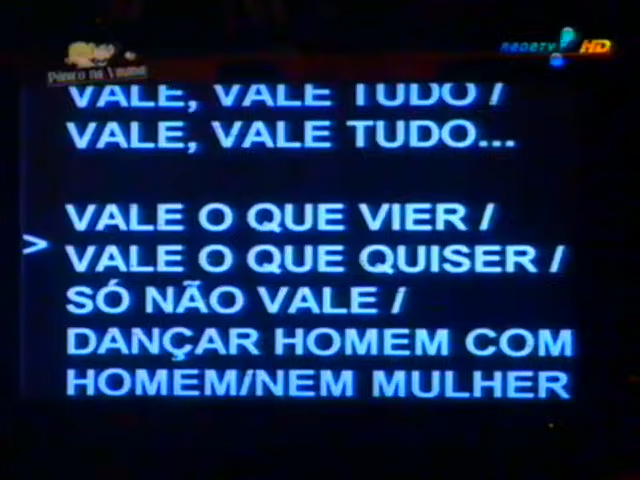 PÂNICO NA TV
REDETV HD
VALE, VALE TUDO /
VALE, VALE TUDO...
VALE O QUE VIER /
>
VALE O QUE QUISER /
SÓ NÃO VALE /
DANÇAR HOMEM COM
HOMEM/NEM MULHER